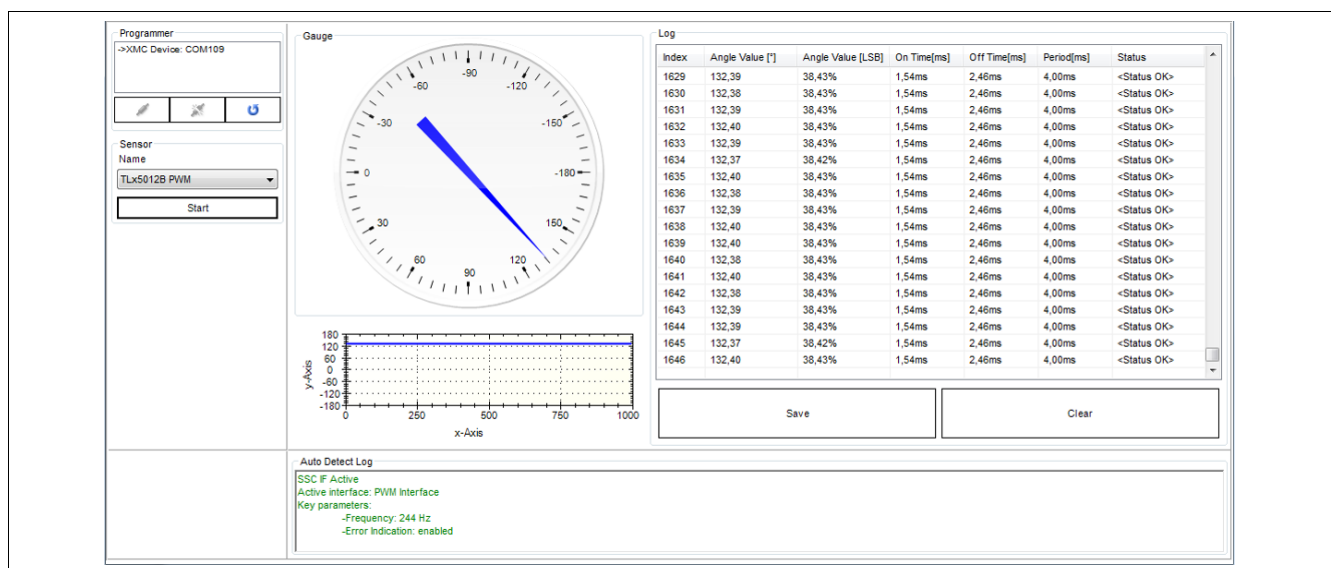 Programmer
->XMC Device: COM109
Sensor
Name
TLx5012B PWM
Start
Gauge
-90
-60
-120
-30
-150
0
-180
30
150
60
90
120
180
120
60
0
-60
-120
-180
y-Axis
0
250
500
750
1000
x-Axis
Log
Index Angle Value [°] Angle Value [LSB] On Time[ms] Off Time[ms] Period[ms] Status
1629 132,39 38,43% 1,54ms 2,46ms 4,00ms <Status OK>
1630 132,38 38,43% 1,54ms 2,46ms 4,00ms <Status OK>
1631 132,39 38,43% 1,54ms 2,46ms 4,00ms <Status OK>
1632 132,40 38,43% 1,54ms 2,46ms 4,00ms <Status OK>
1633 132,39 38,43% 1,54ms 2,46ms 4,00ms <Status OK>
1634 132,37 38,42% 1,54ms 2,46ms 4,00ms <Status OK>
1635 132,40 38,43% 1,54ms 2,46ms 4,00ms <Status OK>
1636 132,38 38,43% 1,54ms 2,46ms 4,00ms <Status OK>
1637 132,39 38,43% 1,54ms 2,46ms 4,00ms <Status OK>
1638 132,40 38,43% 1,54ms 2,46ms 4,00ms <Status OK>
1639 132,40 38,43% 1,54ms 2,46ms 4,00ms <Status OK>
1640 132,38 38,43% 1,54ms 2,46ms 4,00ms <Status OK>
1641 132,40 38,43% 1,54ms 2,46ms 4,00ms <Status OK>
1642 132,38 38,43% 1,54ms 2,46ms 4,00ms <Status OK>
1643 132,39 38,43% 1,54ms 2,46ms 4,00ms <Status OK>
1644 132,39 38,43% 1,54ms 2,46ms 4,00ms <Status OK>
1645 132,37 38,42% 1,54ms 2,46ms 4,00ms <Status OK>
1646 132,40 38,43% 1,54ms 2,46ms 4,00ms <Status OK>
Save
Clear
Auto Detect Log
SSC IF Active
Active interface: PWM Interface
Key parameters:
-Frequency: 244 Hz
-Error Indication: enabled